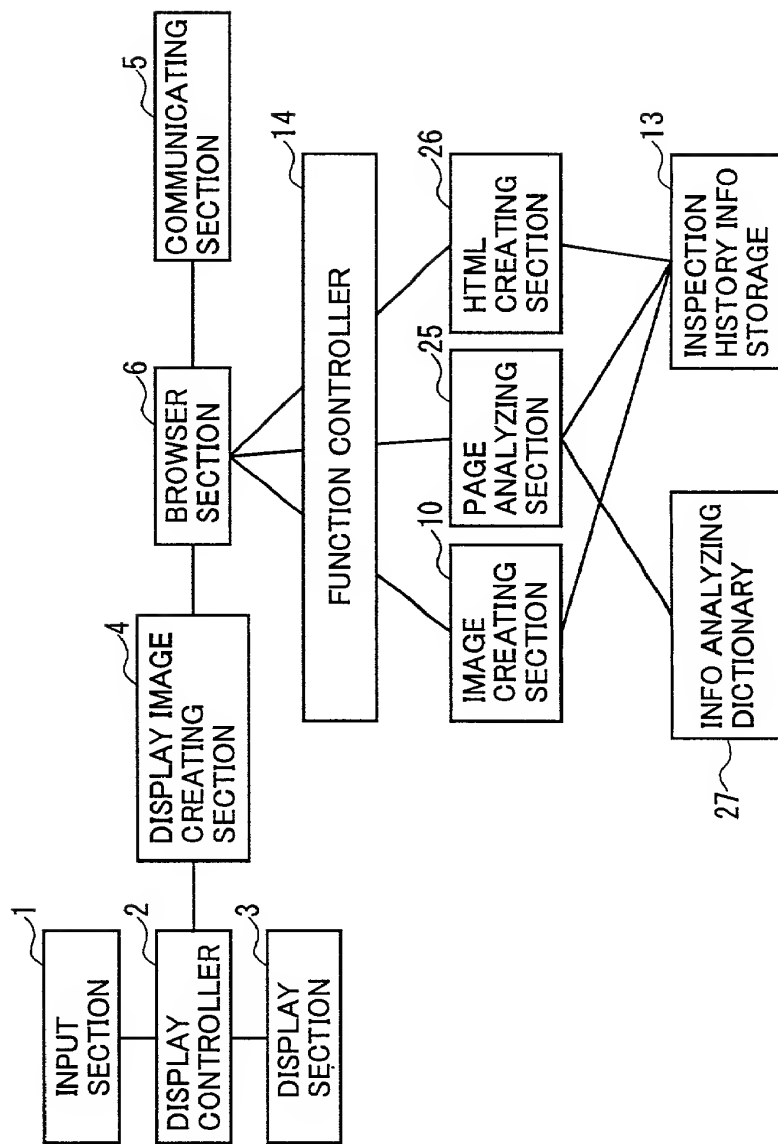 1
INPUT
SECTION
2
DISPLAY
CONTROLLER
3
DISPLAY
SECTION
4
DISPLAY IMAGE
CREATING
SECTION
6
BROWSER
SECTION
5
COMMUNICATING
SECTION
14
FUNCTION CONTROLLER
10
IMAGE
CREATING
SECTION
25
PAGE
ANALYZING
SECTION
26
HTML
CREATING
SECTION
27
INFO ANALYZING
DICTIONARY
13
INSPECTION
HISTORY INFO
STORAGE